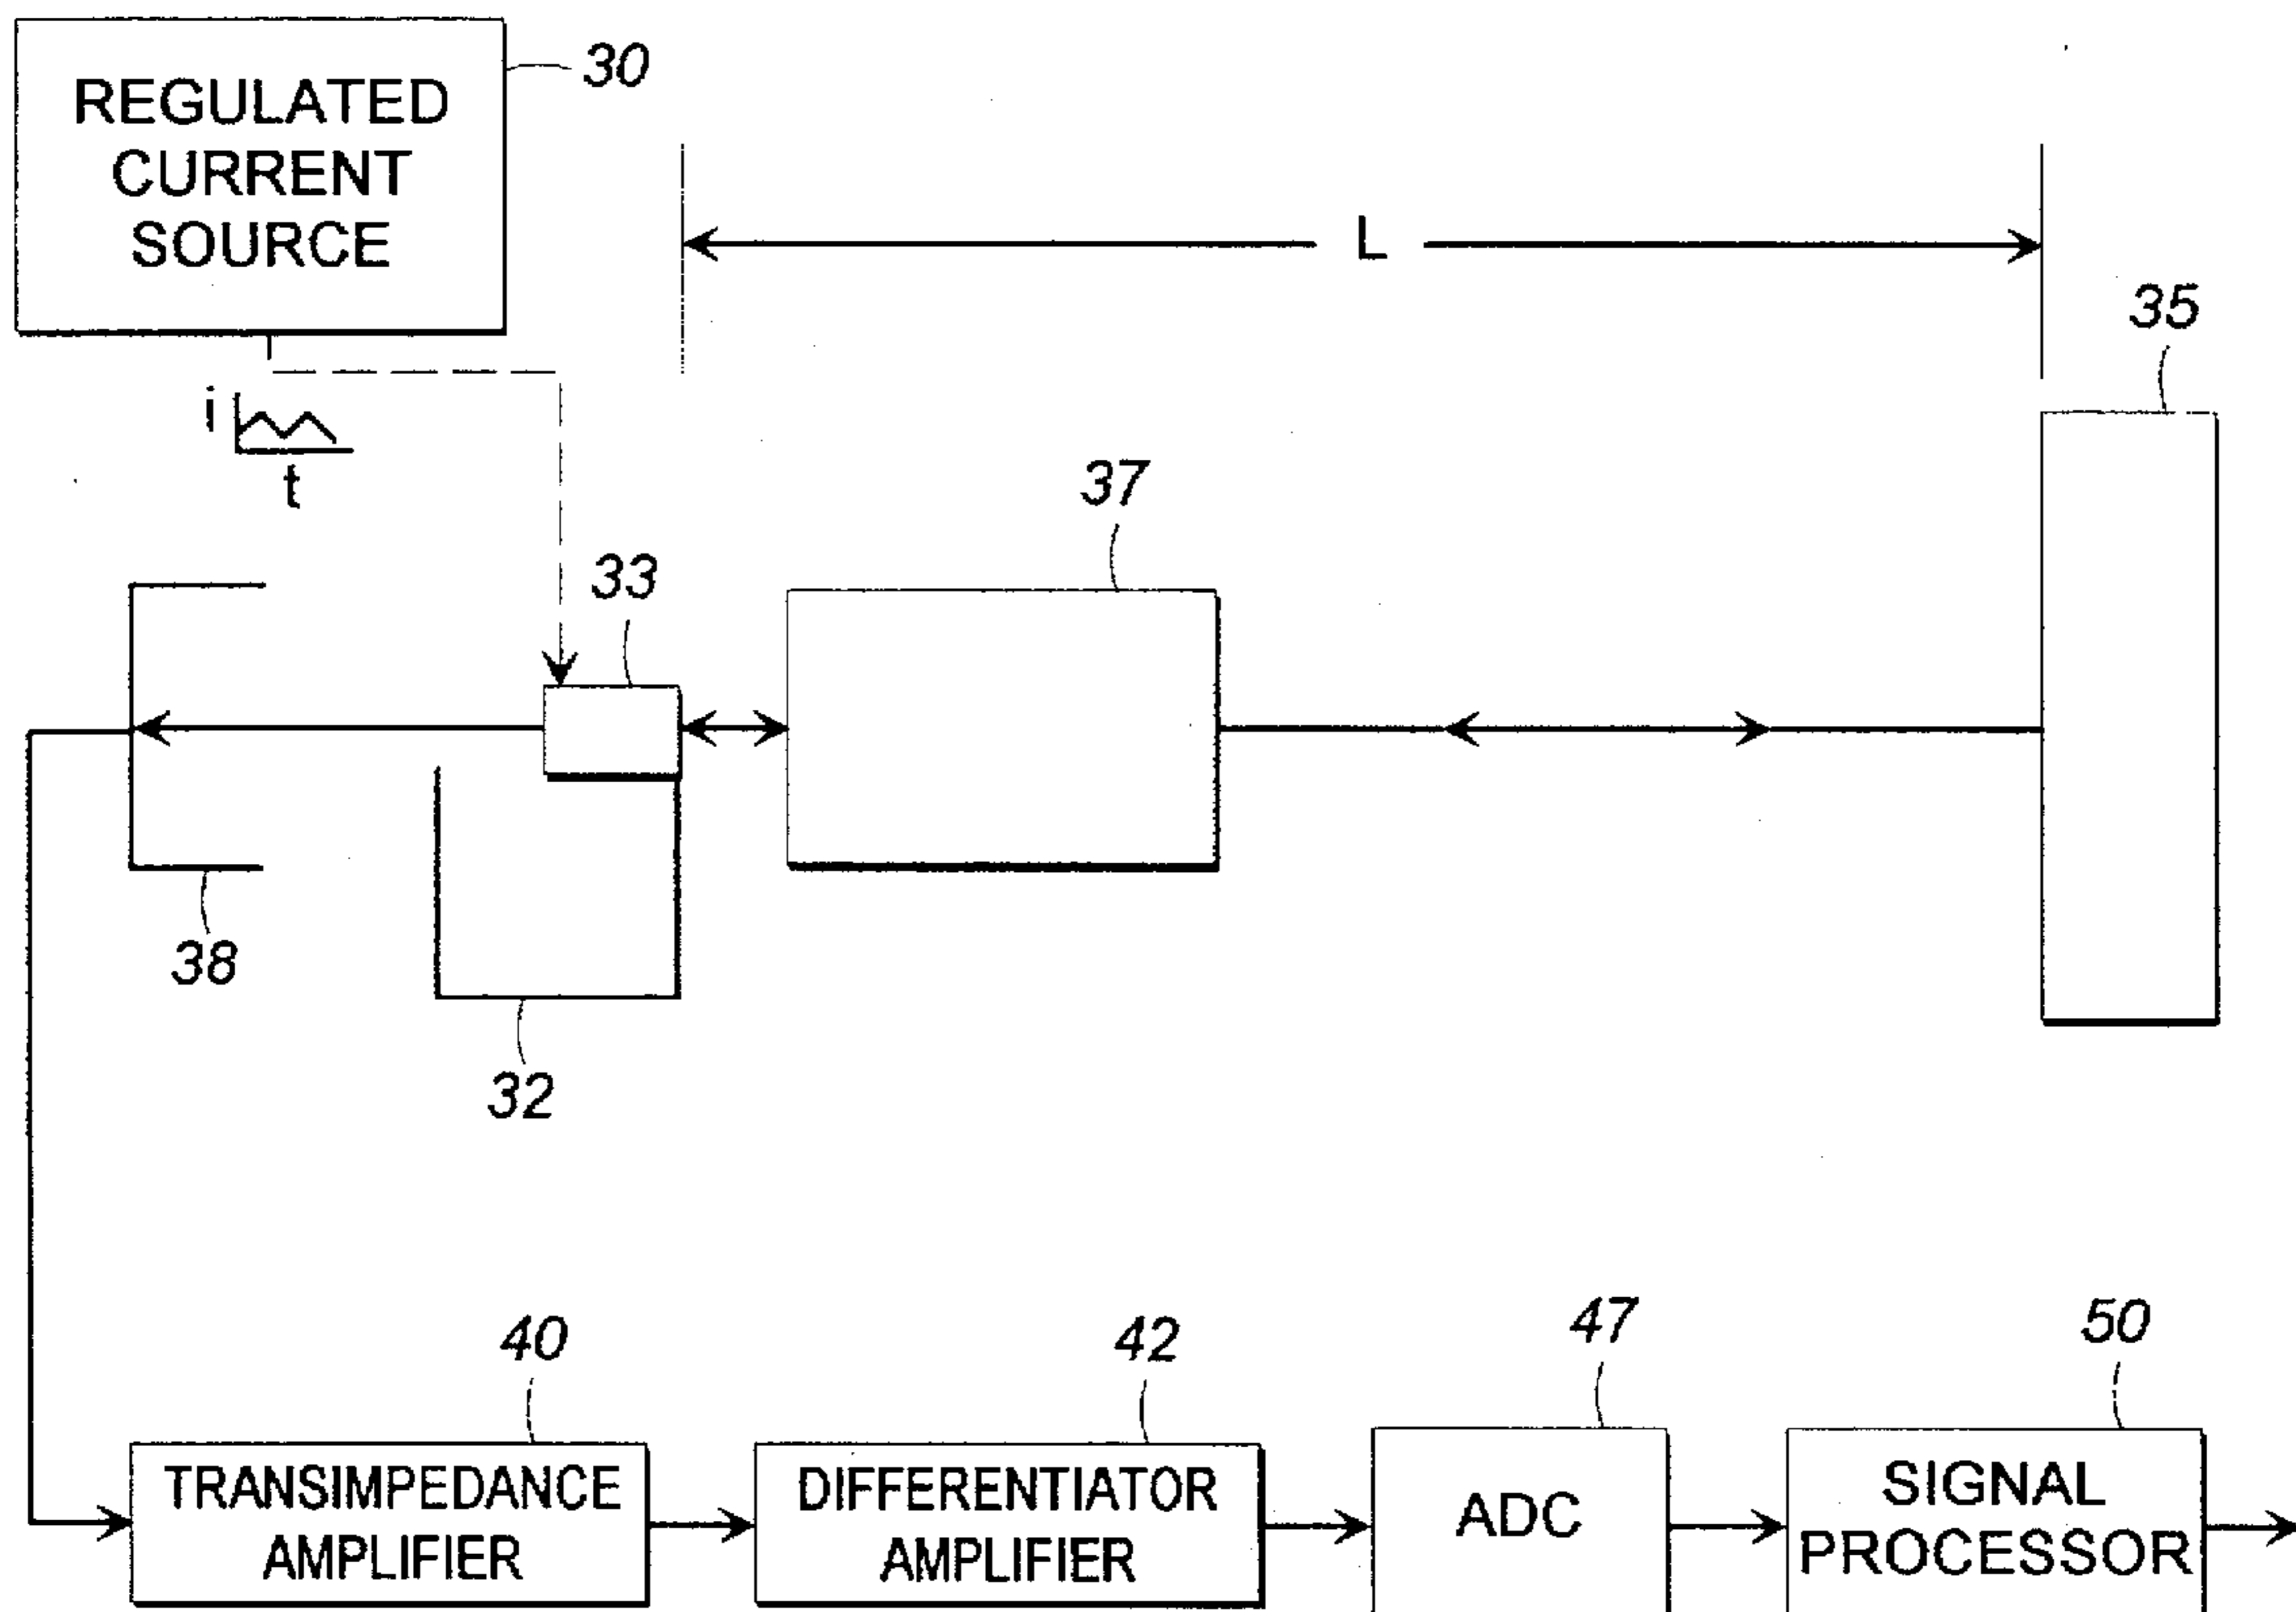 REGULATED
CURRENT
SOURCE
30
L
35
i
t
37
33
38
32
40
42
47
50
TRANSIMPEDANCE
AMPLIFIER
DIFFERENTIATOR
AMPLIFIER
ADC
SIGNAL
PROCESSOR